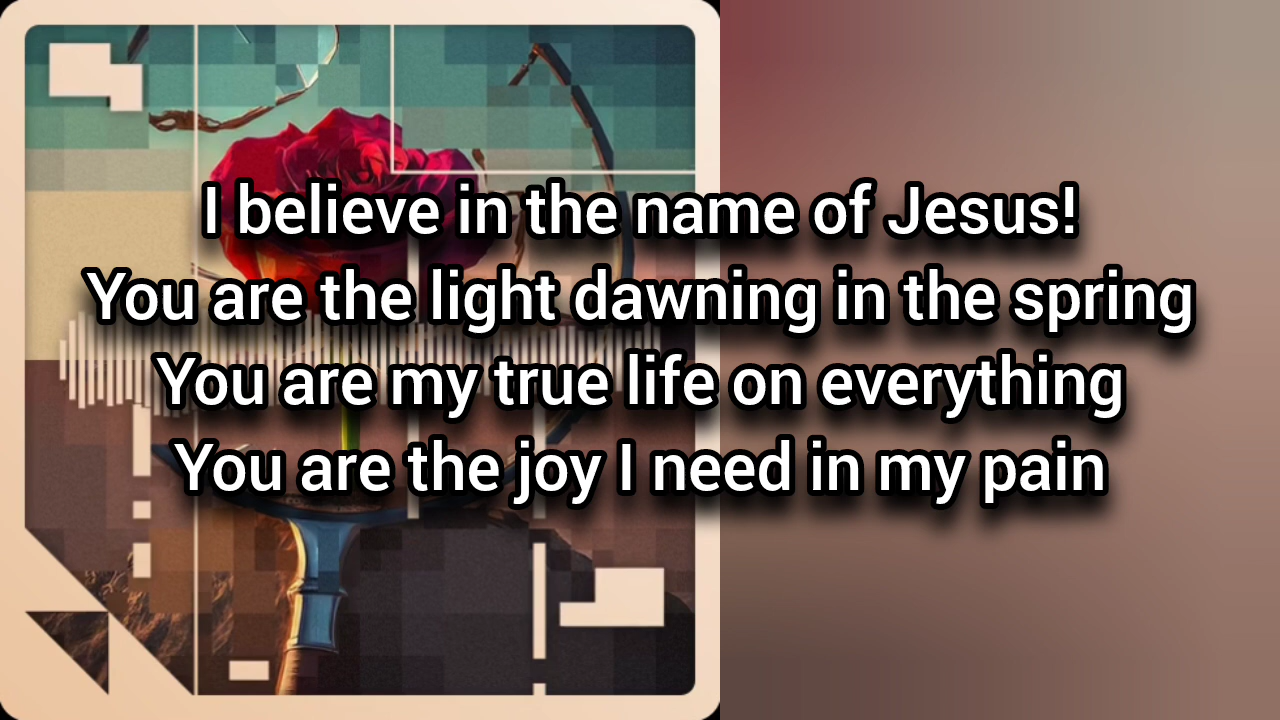 I believe in the name of Jesus!
You are the light dawning in the spring
You are my true life on everything
You are the joy I need in my pain